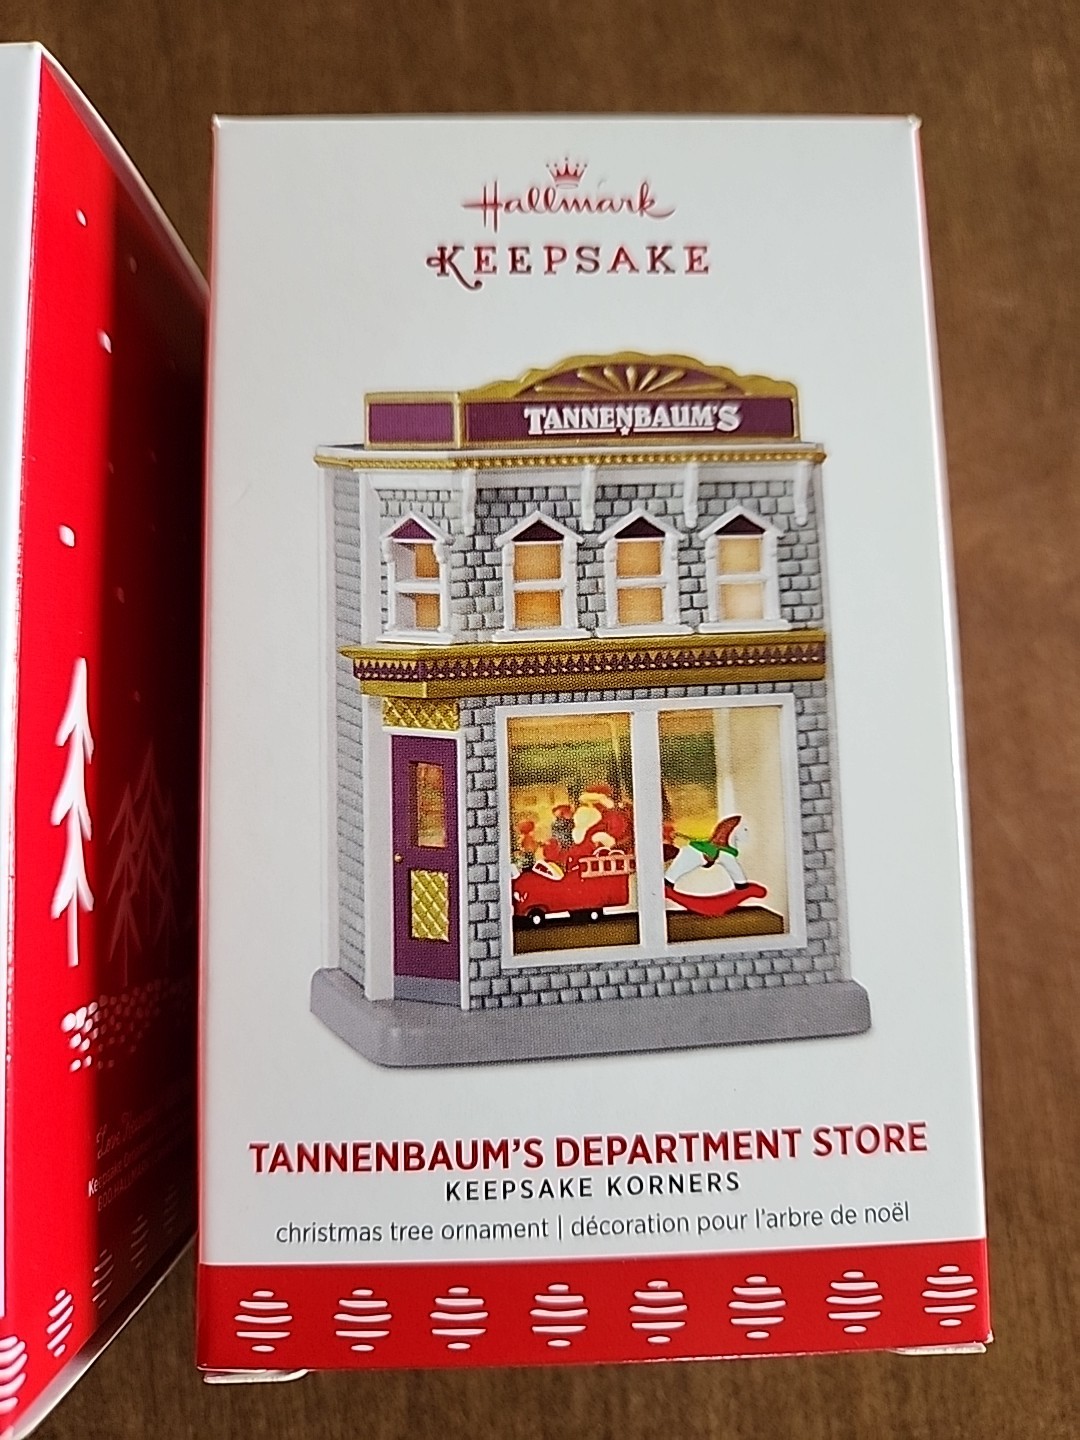 Hallmark
KEEPSAKE
TANNENBAUM'S
TANNENBAUM'S DEPARTMENT STORE
KEEPSAKE KORNERS
christmas tree ornament | décoration pour l'arbre de noël